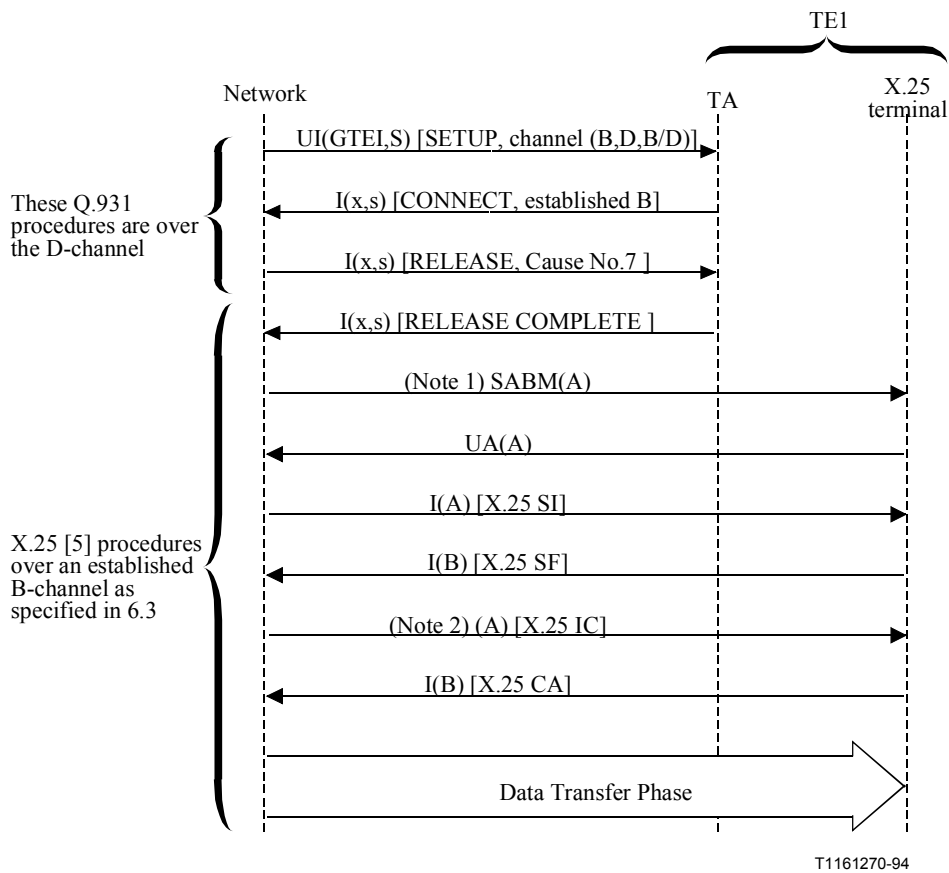 TE1
Network
TA
X.25
terminal
UI(GTEI,S) [SETUP, channel (B,D,B/D)]
These Q.931
procedures are over
the D-channel
I(x,s) [CONNECT, established B]
I(x,s) [RELEASE, Cause No.7 ]
I(x,s) [RELEASE COMPLETE ]
(Note 1) SABM(A)
UA(A)
I(A) [X.25 SI]
X.25 [5] procedures
over an established
B-channel as
specified in 6.3
I(B) [X.25 SF]
(Note 2) (A) [X.25 IC]
I(B) [X.25 CA]
Data Transfer Phase
T1161270-94